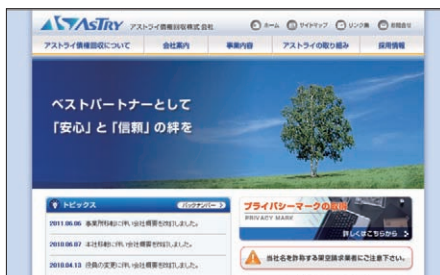 ASTRY アストライ債権回収株式会社
ホーム サイトマップ リンク集 お問合せ
アストライ債権回収について 会社案内 事業内容 アストライの取り組み 採用情報
ベストパートナーとして
「安心」と「信頼」の絆を
トピックス バックナンバー
2011.06.06 事業所移動に伴い会社概要を改訂しました。
2010.06.07 本社移動に伴い会社概要を改訂しました。
2010.04.13 役員の変更に伴い会社概要を改訂しました。
プライバシーマークの
PRIVACY MARK
詳しくはこちらから
当社名を詐称する架空請求業者にご注意下さい。